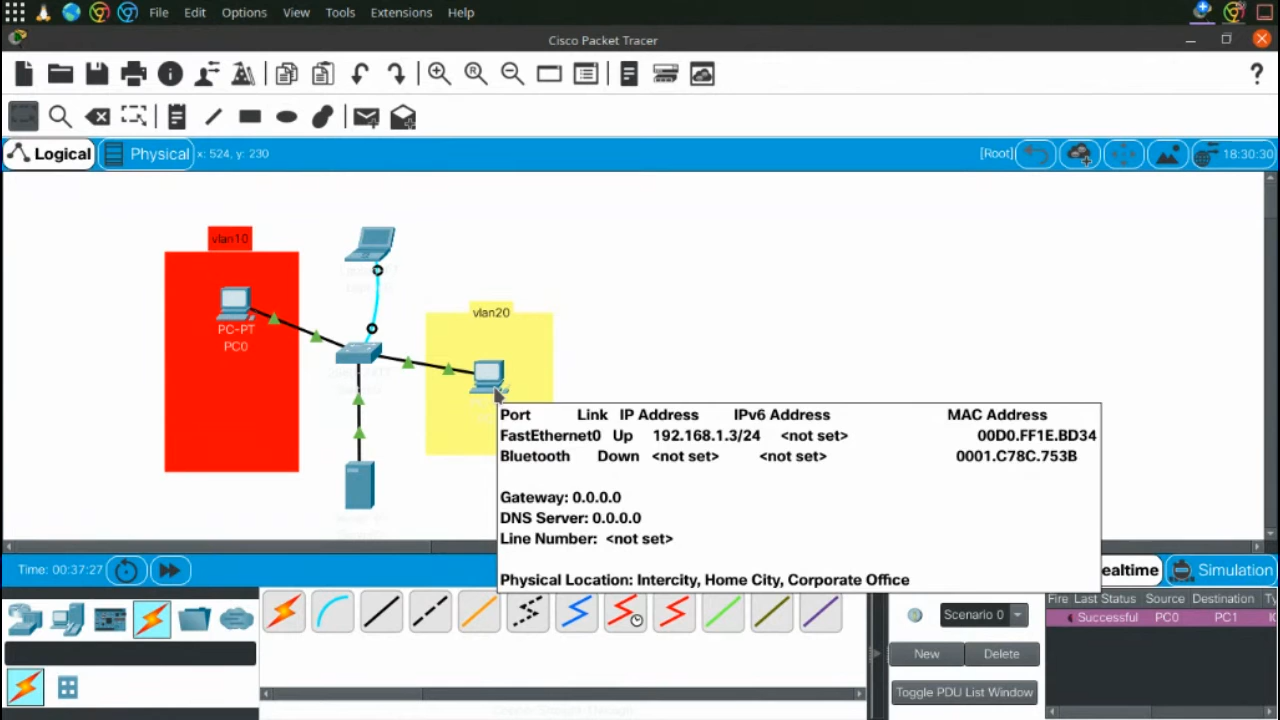 File Edit Options View Tools Extensions Help
Cisco Packet Tracer
?
Logical Physical x: 524, y: 230 [Root] 18:30:30
vlan10
PC-PT
PC0
vlan20
Port Link IP Address IPv6 Address MAC Address
FastEthernet0 Up 192.168.1.3/24 <not set> 00D0.FF1E.BD34
Bluetooth Down <not set> <not set> 0001.C78C.753B
Gateway: 0.0.0.0
DNS Server: 0.0.0.0
Line Number: <not set>
Physical Location: Intercity, Home City, Corporate Office
Time: 00:37:27 ealtime Simulation
Scenario 0
New Delete
Toggle PDU List Window
Fire Last Status Source Destination Ty
Successful PC0 PC1 IC